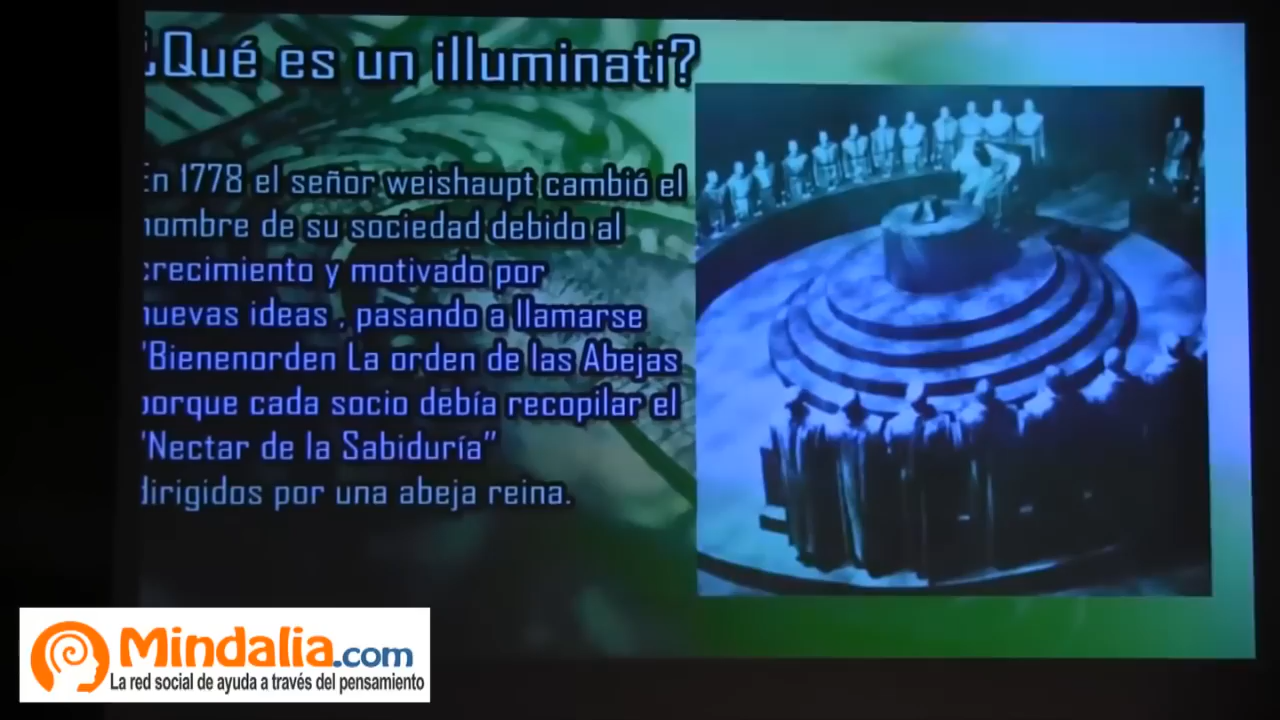 ¿Qué es un illuminati?
En 1778 el señor weishaupt cambió el
nombre de su sociedad debido al
crecimiento y motivado por
nuevas ideas , pasando a llamarse
"Bienenorden La orden de las Abejas
porque cada socio debía recopilar el
"Nectar de la Sabiduría"
dirigidos por una abeja reina.
Mindalia.com
La red social de ayuda a través del pensamiento